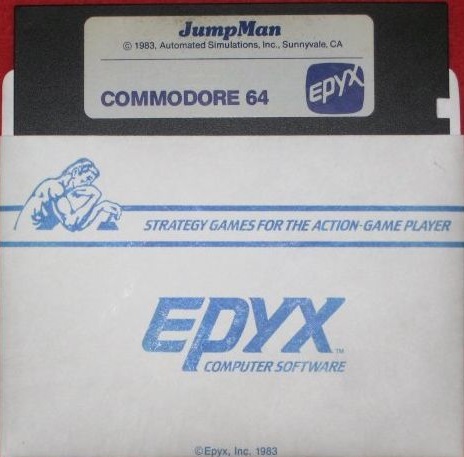 JumpMan
© 1983, Automated Simulations, Inc., Sunnyvale, CA
COMMODORE 64
EPYX
STRATEGY GAMES FOR THE ACTION-GAME PLAYER
EPYX™
COMPUTER SOFTWARE
©Epyx, Inc. 1983